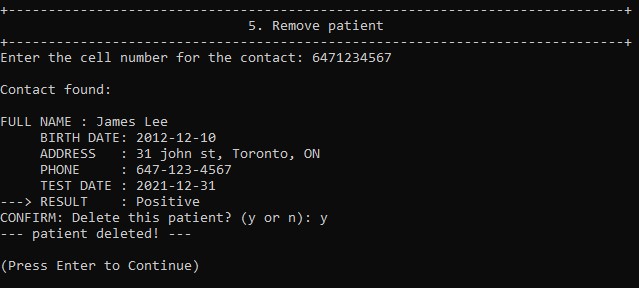 +-----------------------------------------------------------------------------+
5. Remove patient
+-----------------------------------------------------------------------------+
Enter the cell number for the contact: 6471234567
Contact found:
FULL NAME : James Lee
BIRTH DATE: 2012-12-10
ADDRESS   : 31 john st, Toronto, ON
PHONE     : 647-123-4567
TEST DATE : 2021-12-31
---> RESULT    : Positive
CONFIRM: Delete this patient? (y or n): y
--- patient deleted! ---
(Press Enter to Continue)